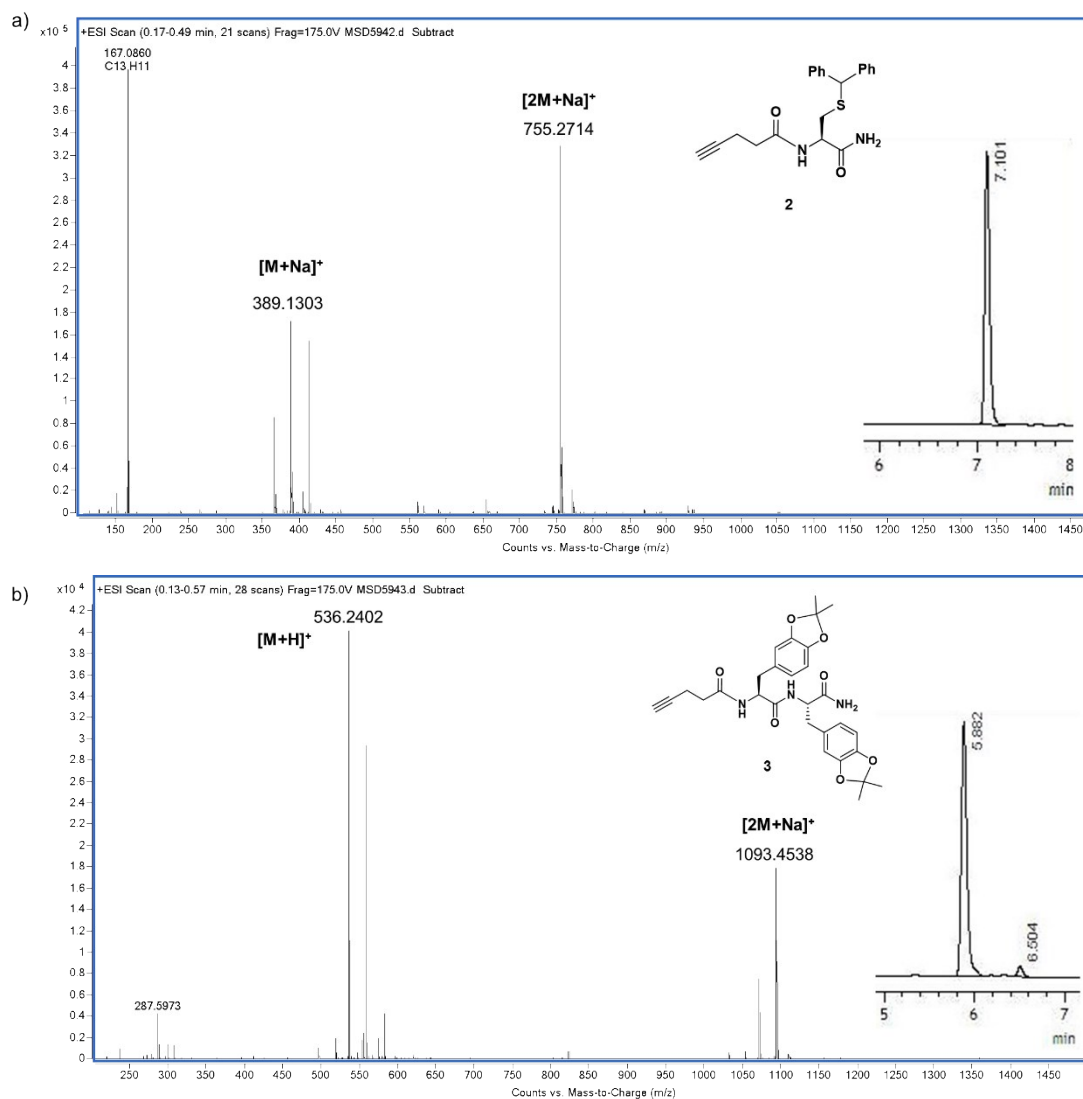 a)
x10 5
+ESI Scan (0.17-0.49 min, 21 scans) Frag=175.0V MSD5942.d Subtract
167.0860
C13 H11
4
3.8
3.6
3.4
3.2
3
2.8
2.6
2.4
2.2
2
1.8
1.6
1.4
1.2
1
0.8
0.6
0.4
0.2
0
[M+Na]+
389.1303
[2M+Na]+
755.2714
Ph Ph
S
O
N
H
NH2
O
2
7.101
6 7 8
min
150 200 250 300 350 400 450 500 550 600 650 700 750 800 850 900 950 1000 1050 1100 1150 1200 1250 1300 1350 1400 1450
Counts vs. Mass-to-Charge (m/z)
b)
x10 4
+ESI Scan (0.13-0.57 min, 28 scans) Frag=175.0V MSD5943.d Subtract
4.2
4
3.8
3.6
3.4
3.2
3
2.8
2.6
2.4
2.2
2
1.8
1.6
1.4
1.2
1
0.8
0.6
0.4
0.2
0
[M+H]+
536.2402
287.5973
O
O
O
N
H
O
H
N
O
NH2
O
O
3
[2M+Na]+
1093.4538
5.882
6.504
5 6 7
min
250 300 350 400 450 500 550 600 650 700 750 800 850 900 950 1000 1050 1100 1150 1200 1250 1300 1350 1400 1450
Counts vs. Mass-to-Charge (m/z)